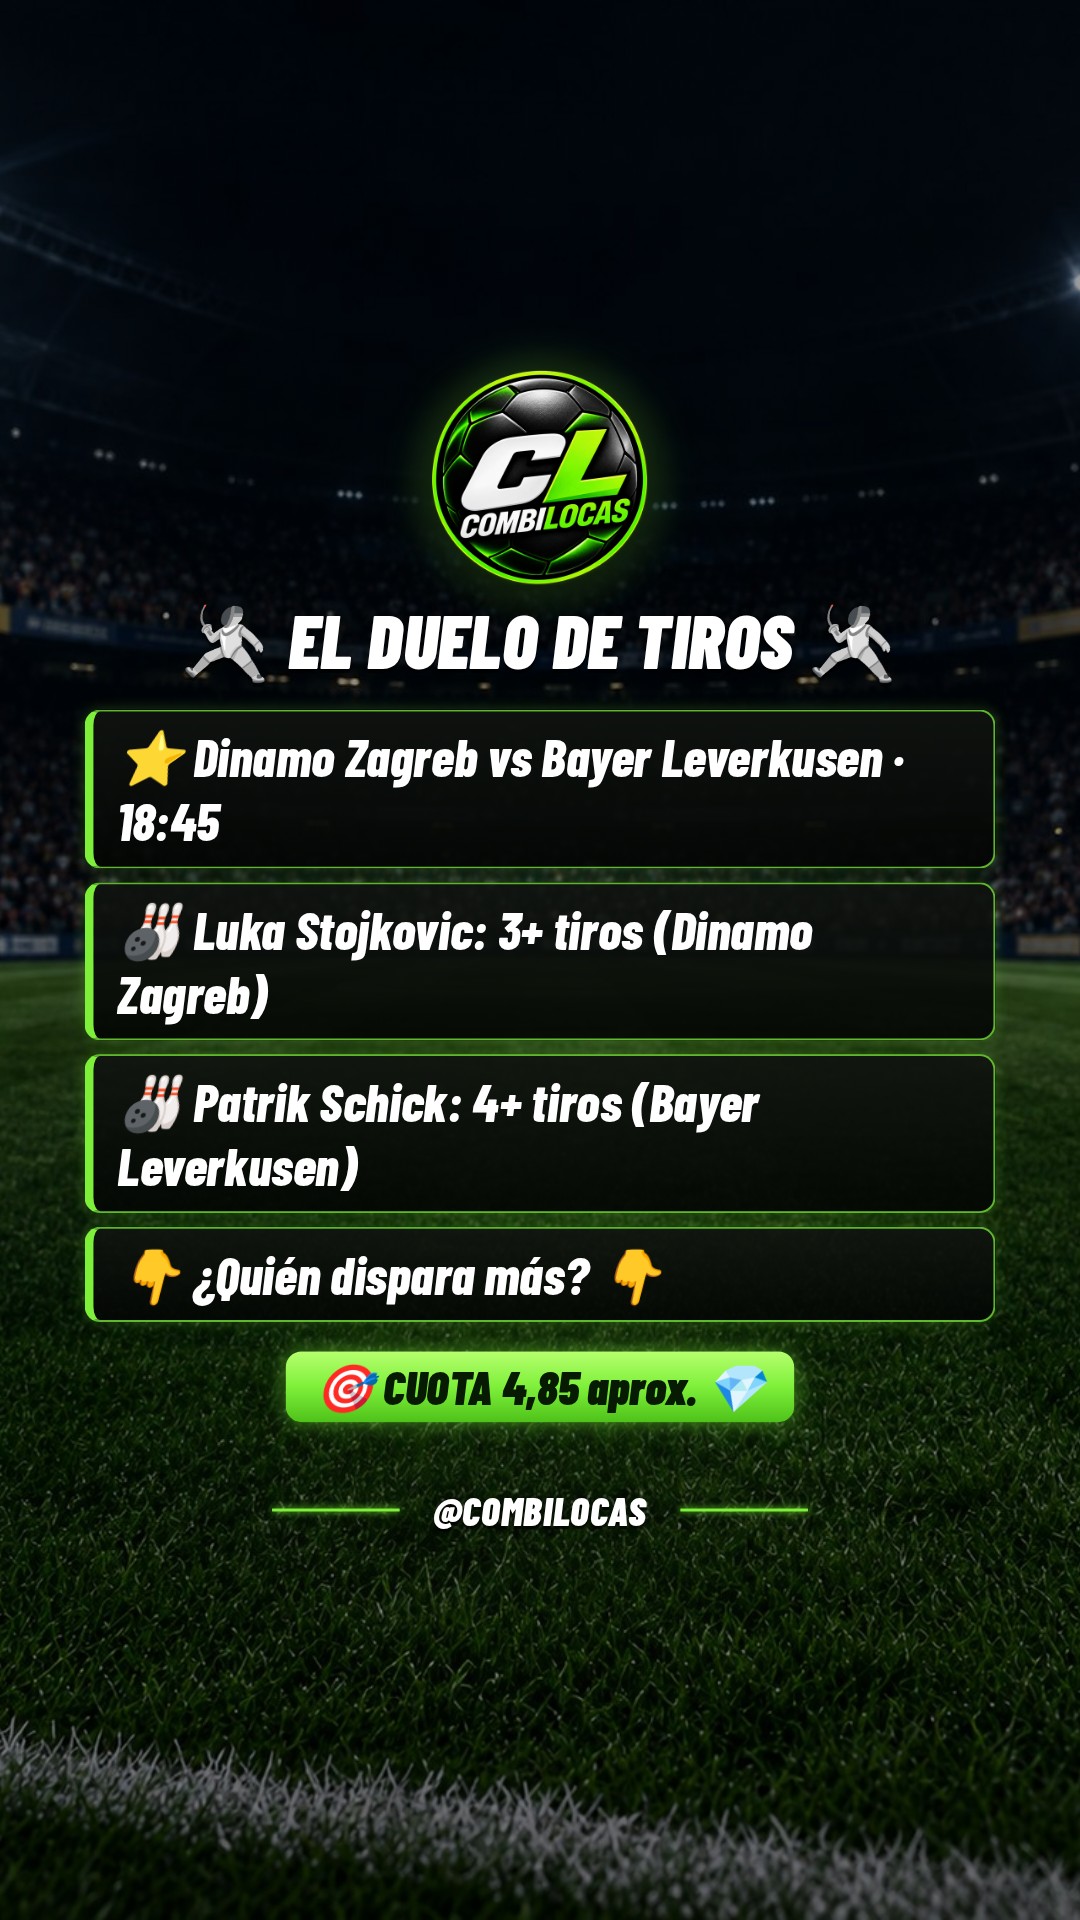 CL
COMBILOCAS
EL DUELO DE TIROS
Dinamo Zagreb vs Bayer Leverkusen ·
18:45
Luka Stojkovic: 3+ tiros (Dinamo
Zagreb)
Patrik Schick: 4+ tiros (Bayer
Leverkusen)
¿Quién dispara más?
CUOTA 4,85 aprox.
@COMBILOCAS